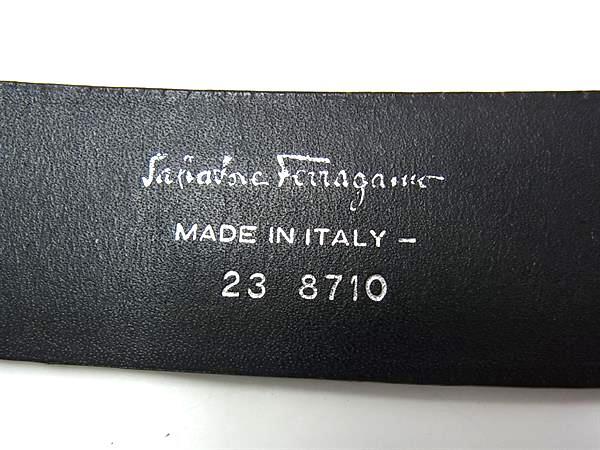 Salvatore Ferragamo
MADE IN ITALY –
23 8710